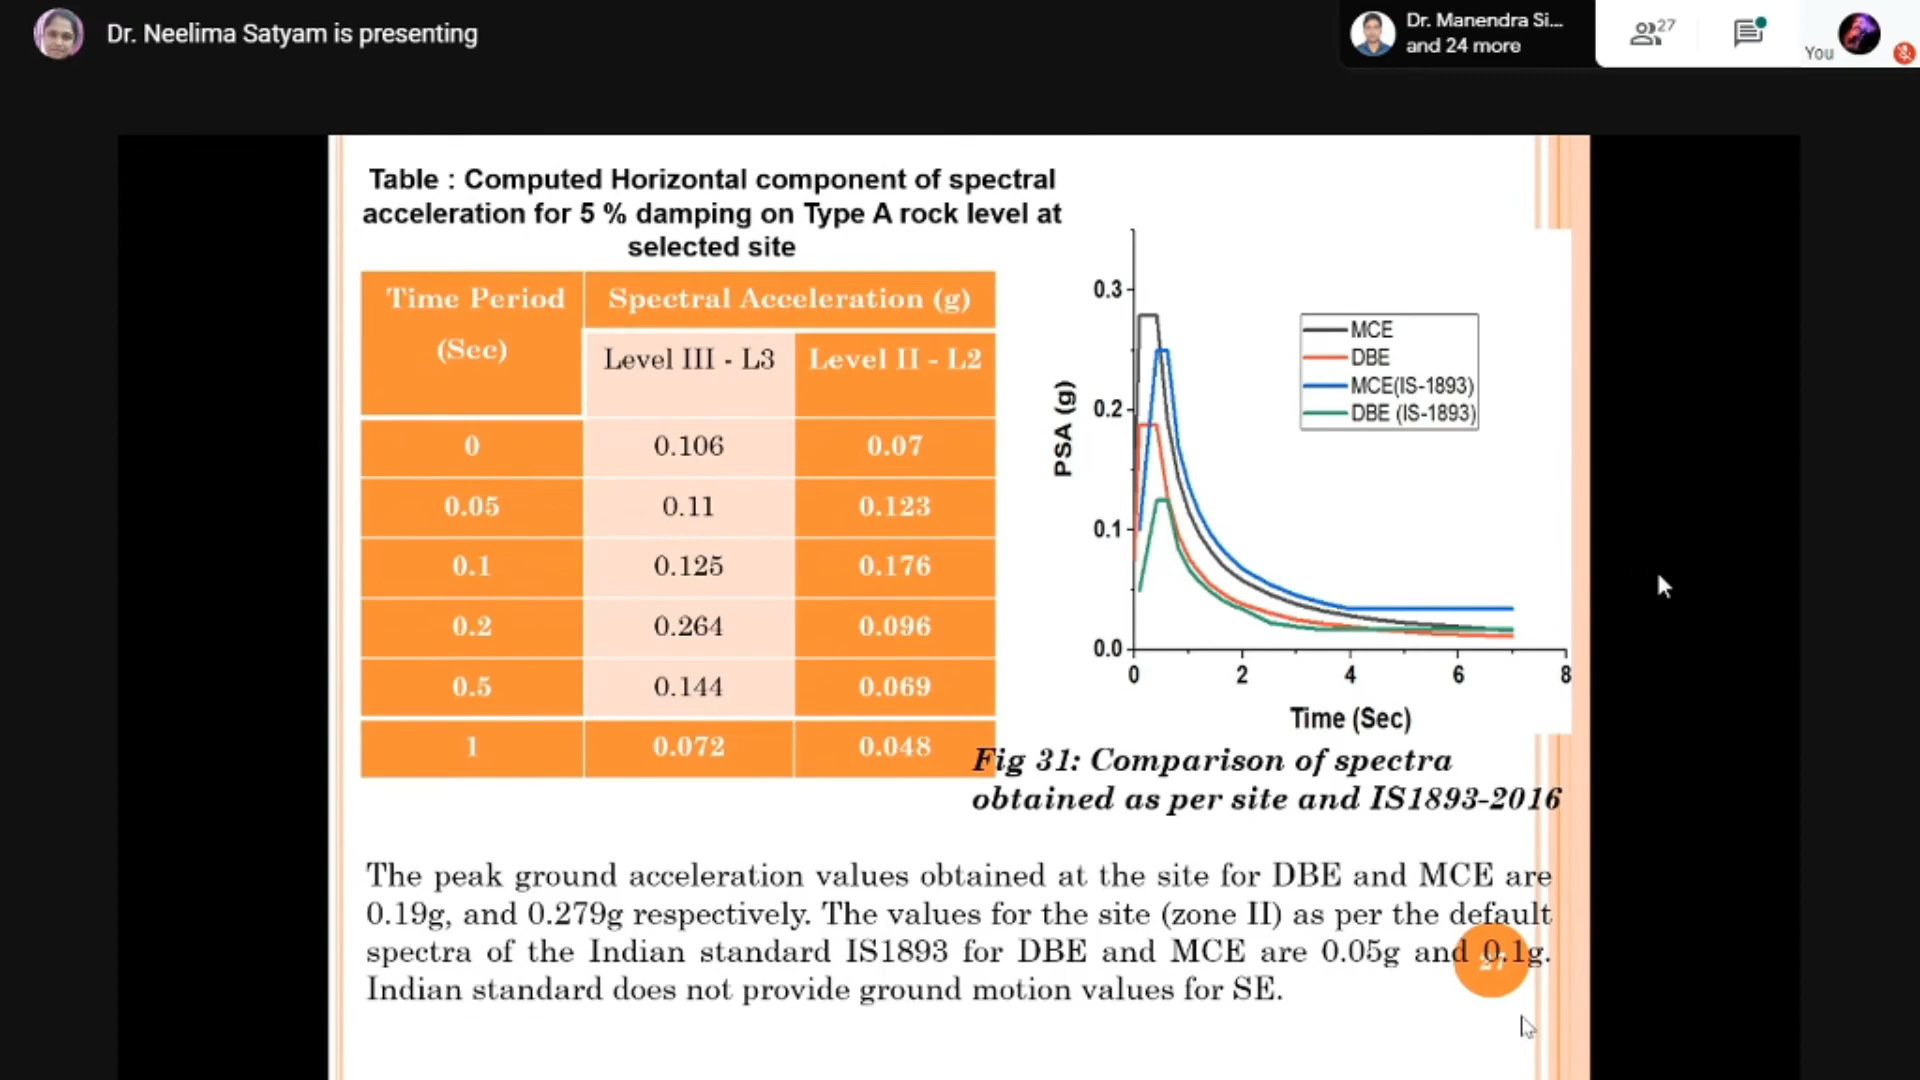 Dr. Neelima Satyam is presenting
Dr. Manendra Si...
and 24 more
27
You
Table : Computed Horizontal component of spectral
acceleration for 5 % damping on Type A rock level at
selected site
Time Period
(Sec)
Spectral Acceleration (g)
Level III - L3
Level II - L2
0 0.106 0.07
0.05 0.11 0.123
0.1 0.125 0.176
0.2 0.264 0.096
0.5 0.144 0.069
1 0.072 0.048
PSA (g)
0.3
0.2
0.1
0.0
0 2 4 6 8
Time (Sec)
MCE
DBE
MCE(IS-1893)
DBE (IS-1893)
Fig 31: Comparison of spectra
obtained as per site and IS1893-2016
The peak ground acceleration values obtained at the site for DBE and MCE are
0.19g, and 0.279g respectively. The values for the site (zone II) as per the default
spectra of the Indian standard IS1893 for DBE and MCE are 0.05g and 0.1g.
Indian standard does not provide ground motion values for SE.